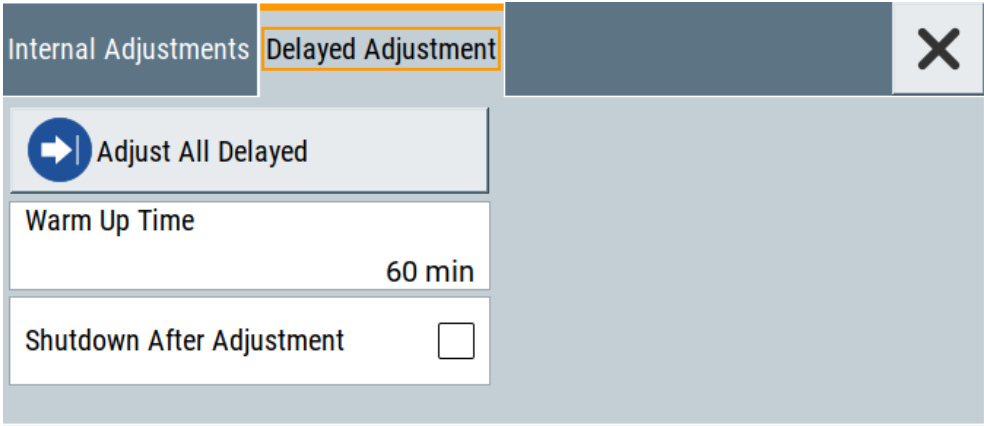 Internal Adjustments
Delayed Adjustment
Adjust All Delayed
Warm Up Time
60 min
Shutdown After Adjustment